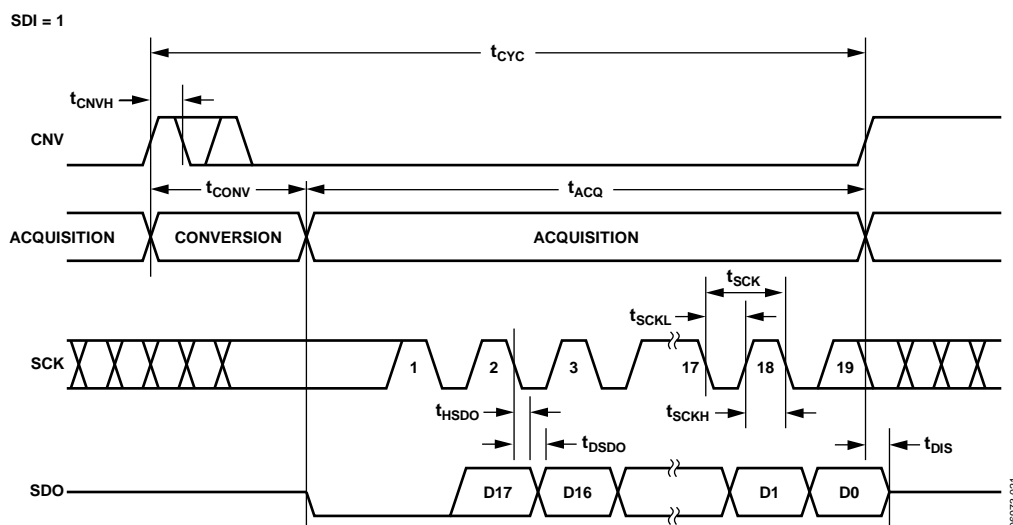 SDI = 1
tCYC
tCNVH
CNV
tCONV
tACQ
ACQUISITION
CONVERSION
ACQUISITION
tSCK
tSCKL
SCK
1
2
3
17
18
19
tHSDO
tSCKH
tDSDO
tDIS
SDO
D17
D16
D1
D0